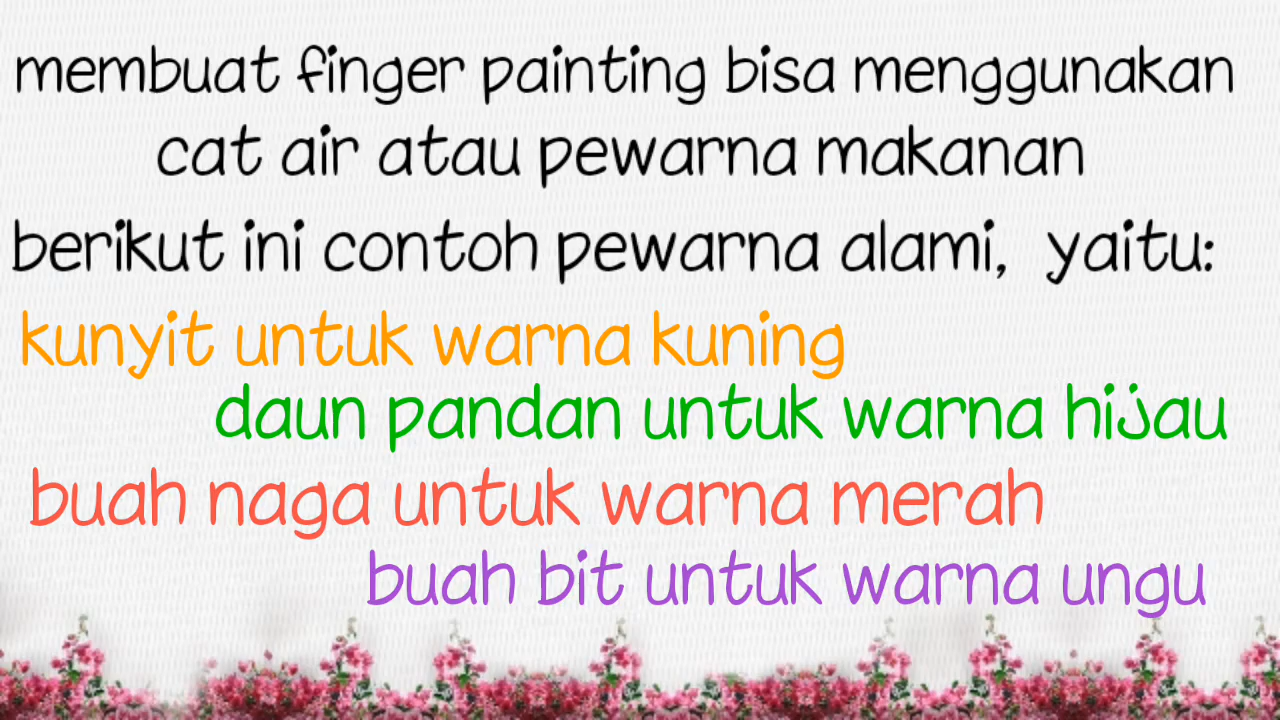 membuat finger painting bisa menggunakan
cat air atau pewarna makanan
berikut ini contoh pewarna alami, yaitu:
kunyit untuk warna kuning
daun pandan untuk warna hijau
buah naga untuk warna merah
buah bit untuk warna ungu